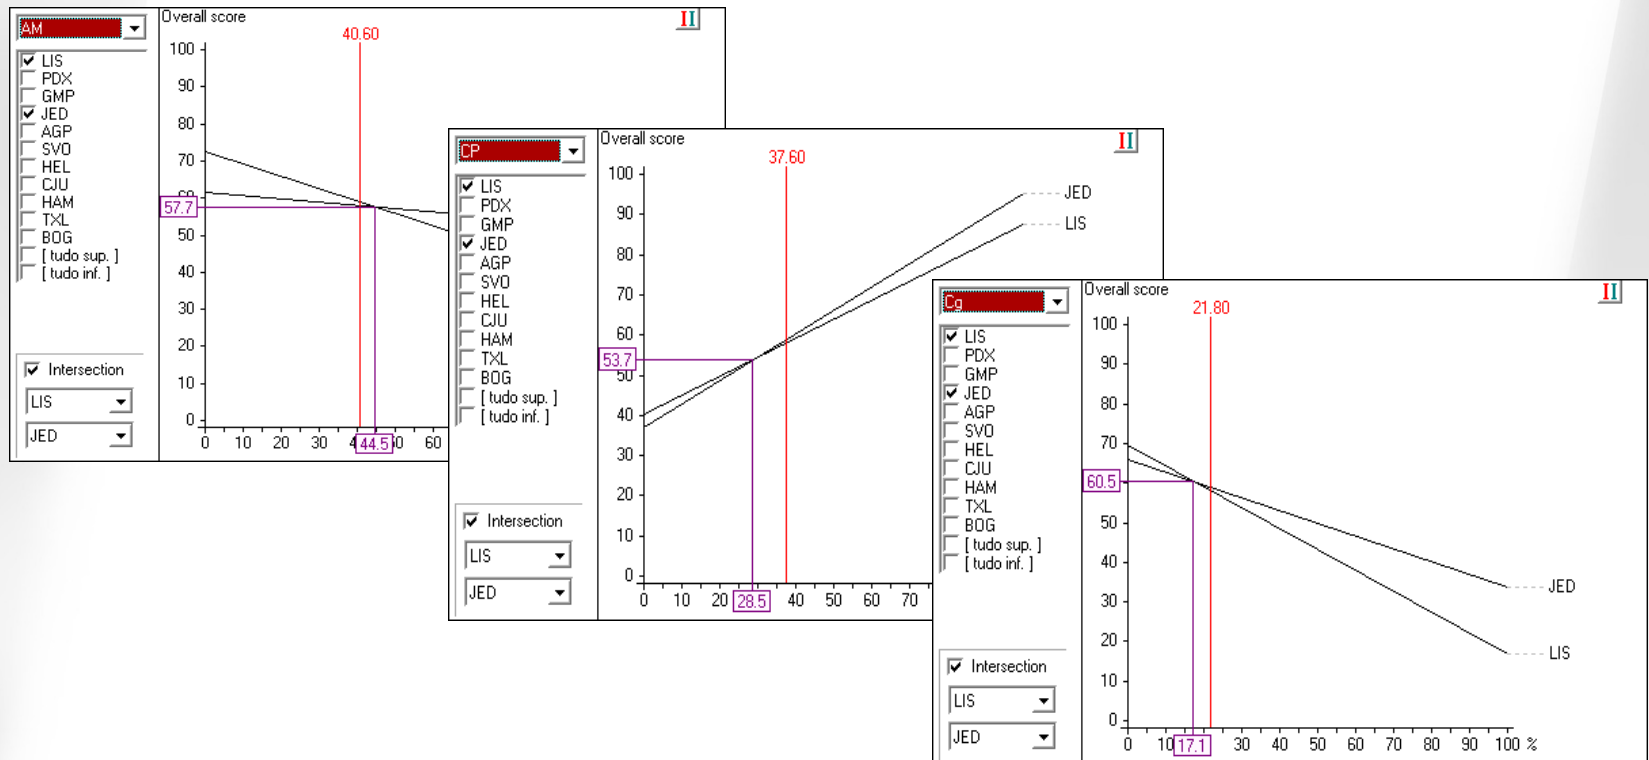 AM
LIS
PDX
GMP
JED
AGP
SVO
HEL
CJU
HAM
TXL
BOG
[ tudo sup. ]
[ tudo inf. ]
Intersection
LIS
JED
Overall score
II
40.60
100
90
80
70
60
57.7
50
40
30
20
10
0
0 10 20 30 44.5 60
CP
LIS
PDX
GMP
JED
AGP
SVO
HEL
CJU
HAM
TXL
BOG
[ tudo sup. ]
[ tudo inf. ]
Intersection
LIS
JED
Overall score
II
37.60
100
90
80
70
60
53.7
50
40
30
20
10
0
0 10 20 28.5 40 50 60 70
JED
LIS
Cg
LIS
PDX
GMP
JED
AGP
SVO
HEL
CJU
HAM
TXL
BOG
[ tudo sup. ]
[ tudo inf. ]
Intersection
LIS
JED
Overall score
II
21.80
100
90
80
70
60.5
50
40
30
20
10
0
0 10 17.1 30 40 50 60 70 80 90 100 %
JED
LIS